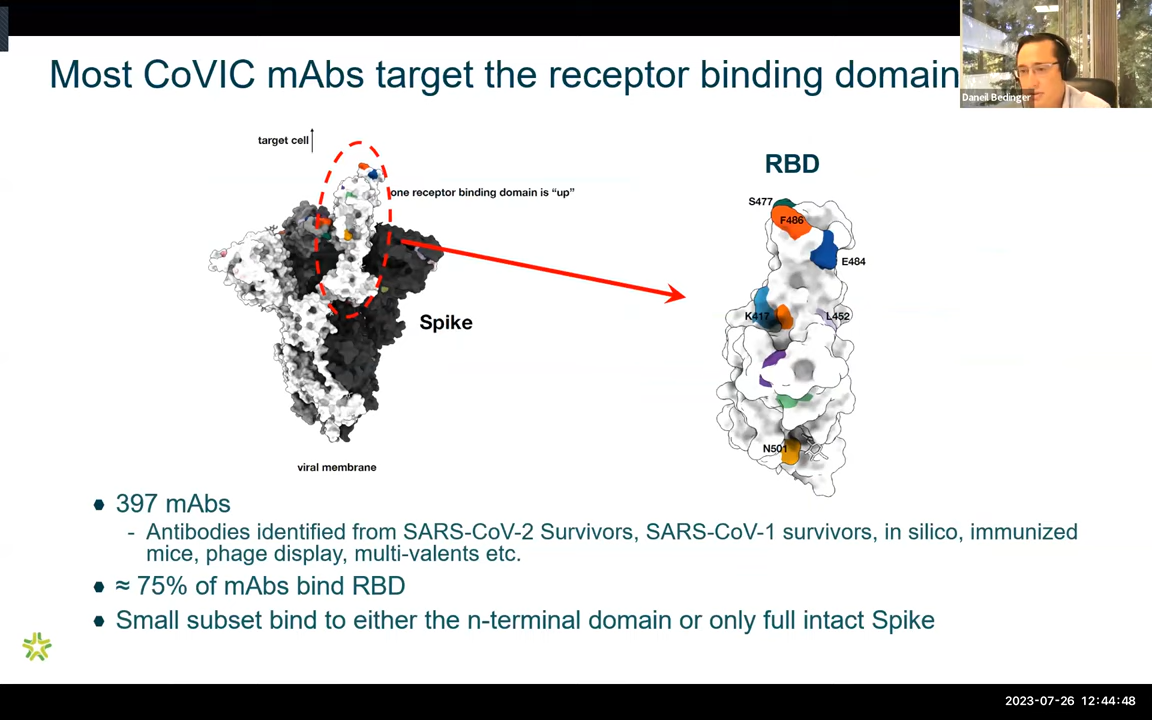 Most CoVIC mAbs target the receptor binding domain
Daneil Bedinger
target cell
one receptor binding domain is “up”
Spike
viral membrane
RBD
S477
F486
E484
K417
L452
N501
397 mAbs
- Antibodies identified from SARS-CoV-2 Survivors, SARS-CoV-1 survivors, in silico, immunized
mice, phage display, multi-valents etc.
≈ 75% of mAbs bind RBD
Small subset bind to either the n-terminal domain or only full intact Spike
2023-07-26 12:44:48